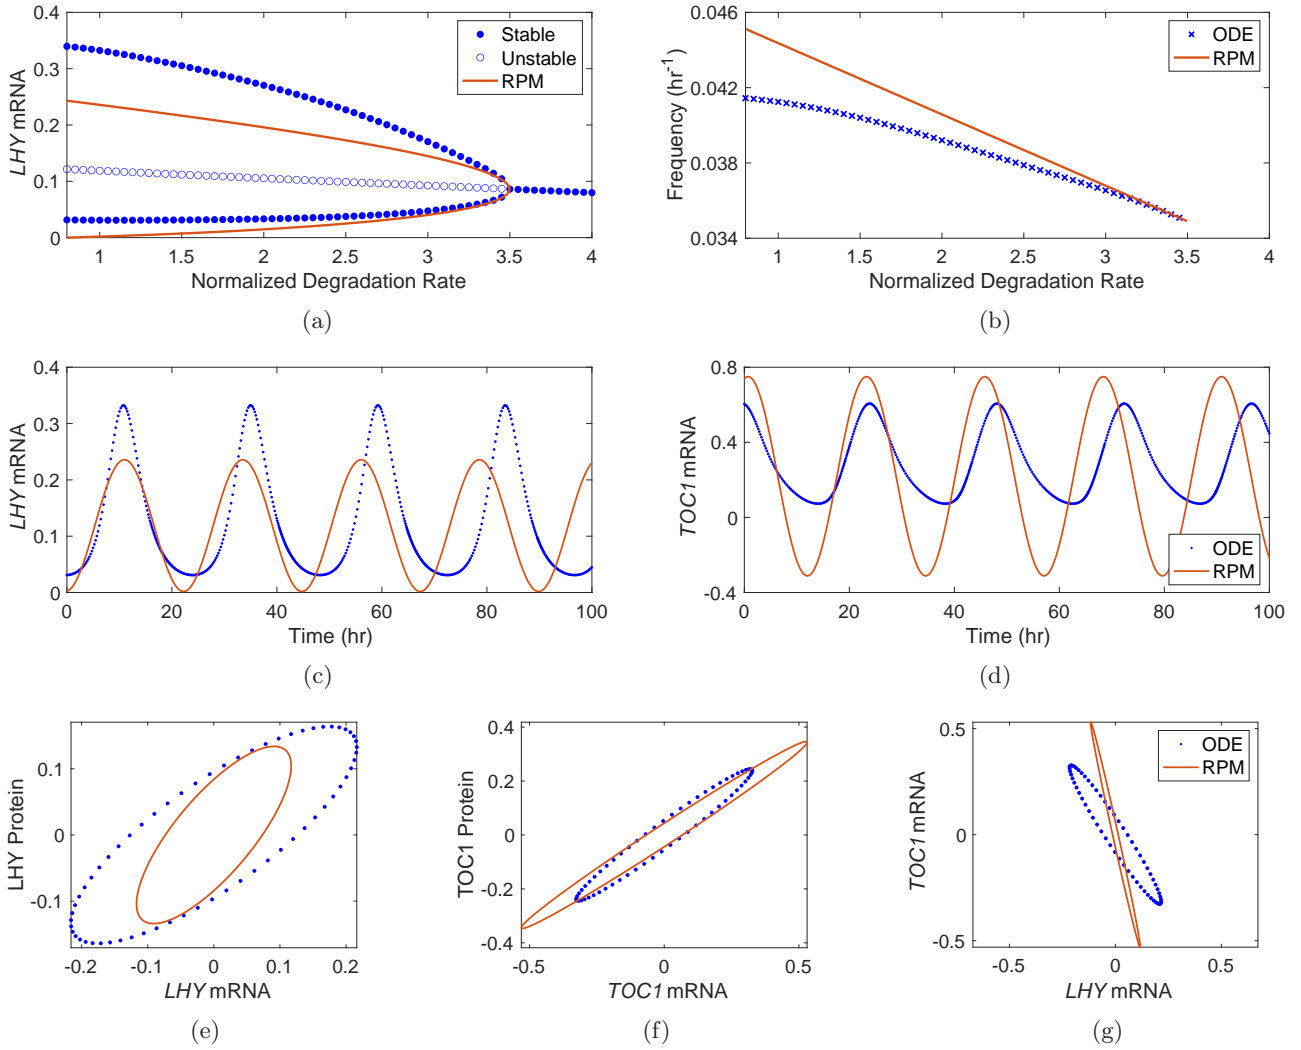 0.4
0.3
0.2
0.1
0
LHY mRNA
Stable
Unstable
RPM
1
1.5
2
2.5
3
3.5
4
Normalized Degradation Rate
(a)
0.046
0.042
0.038
0.034
Frequency (hr-1)
ODE
RPM
1
1.5
2
2.5
3
3.5
4
Normalized Degradation Rate
(b)
0.4
0.3
0.2
0.1
0
LHY mRNA
0
20
40
60
80
100
Time (hr)
(c)
0.8
0.4
0
-0.4
TOC1 mRNA
ODE
RPM
0
20
40
60
80
100
Time (hr)
(d)
0.1
0
-0.1
LHY Protein
-0.2
-0.1
0
0.1
0.2
LHY mRNA
(e)
0.4
0.2
0
-0.2
-0.4
TOC1 Protein
-0.5
0
0.5
TOC1 mRNA
(f)
0.5
0
-0.5
TOC1 mRNA
ODE
RPM
-0.5
0
0.5
LHY mRNA
(g)